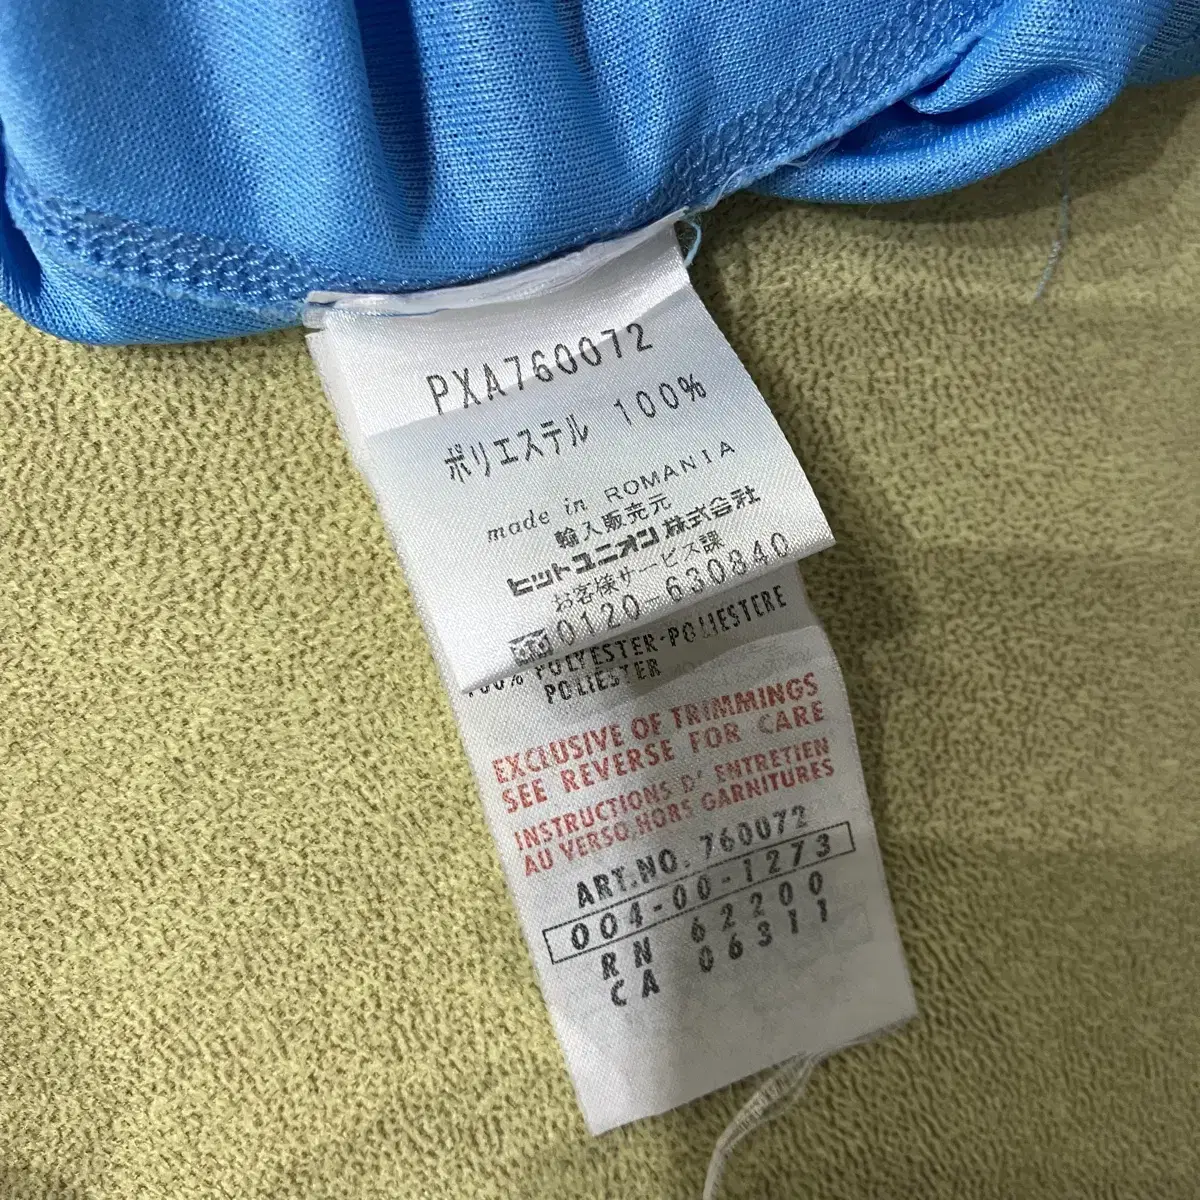 PXA760072
ポリエステル 100%
made in ROMANIA
輸入販売元
ヒットユニオン株式会社
お客様サービス課
0120-630840
100% POLYESTER-POLIESTERE
POLIESTER
EXCLUSIVE OF TRIMMINGS
SEE REVERSE FOR CARE
INSTRUCTIONS D' ENTRETIEN
AU VERSO.HORS GARNITURES
ART.NO. 760072
004-00-1273
RN 62200
CA 06311